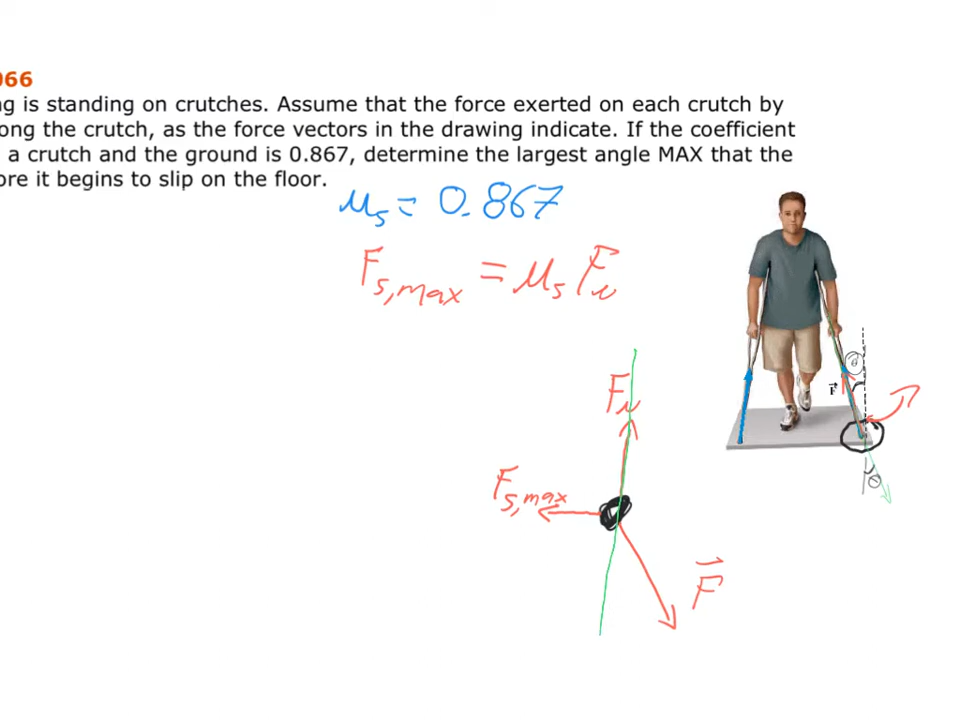 066
ng is standing on crutches. Assume that the force exerted on each crutch by
ong the crutch, as the force vectors in the drawing indicate. If the coefficient
a crutch and the ground is 0.867, determine the largest angle MAX that the
ore it begins to slip on the floor.
μs = 0.867
Fs,max = μs FN
θ
F
FN
Fs,max
θ
F